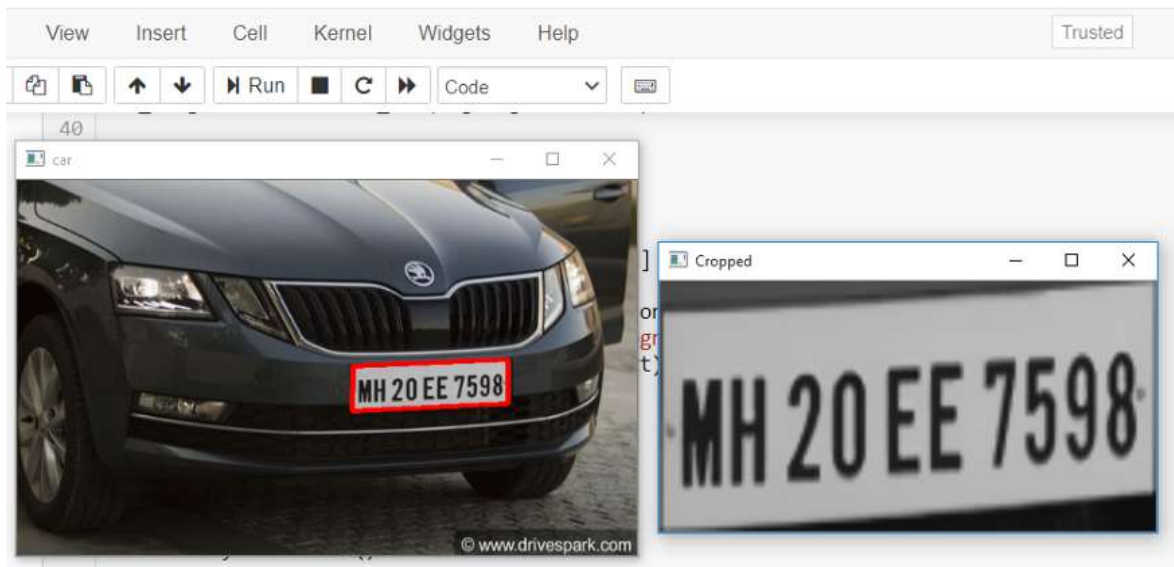 View Insert Cell Kernel Widgets Help Trusted
Run Code
40
car
]
Cropped
MH 20 EE 7598
MH 20 EE 7598
© www.drivespark.com